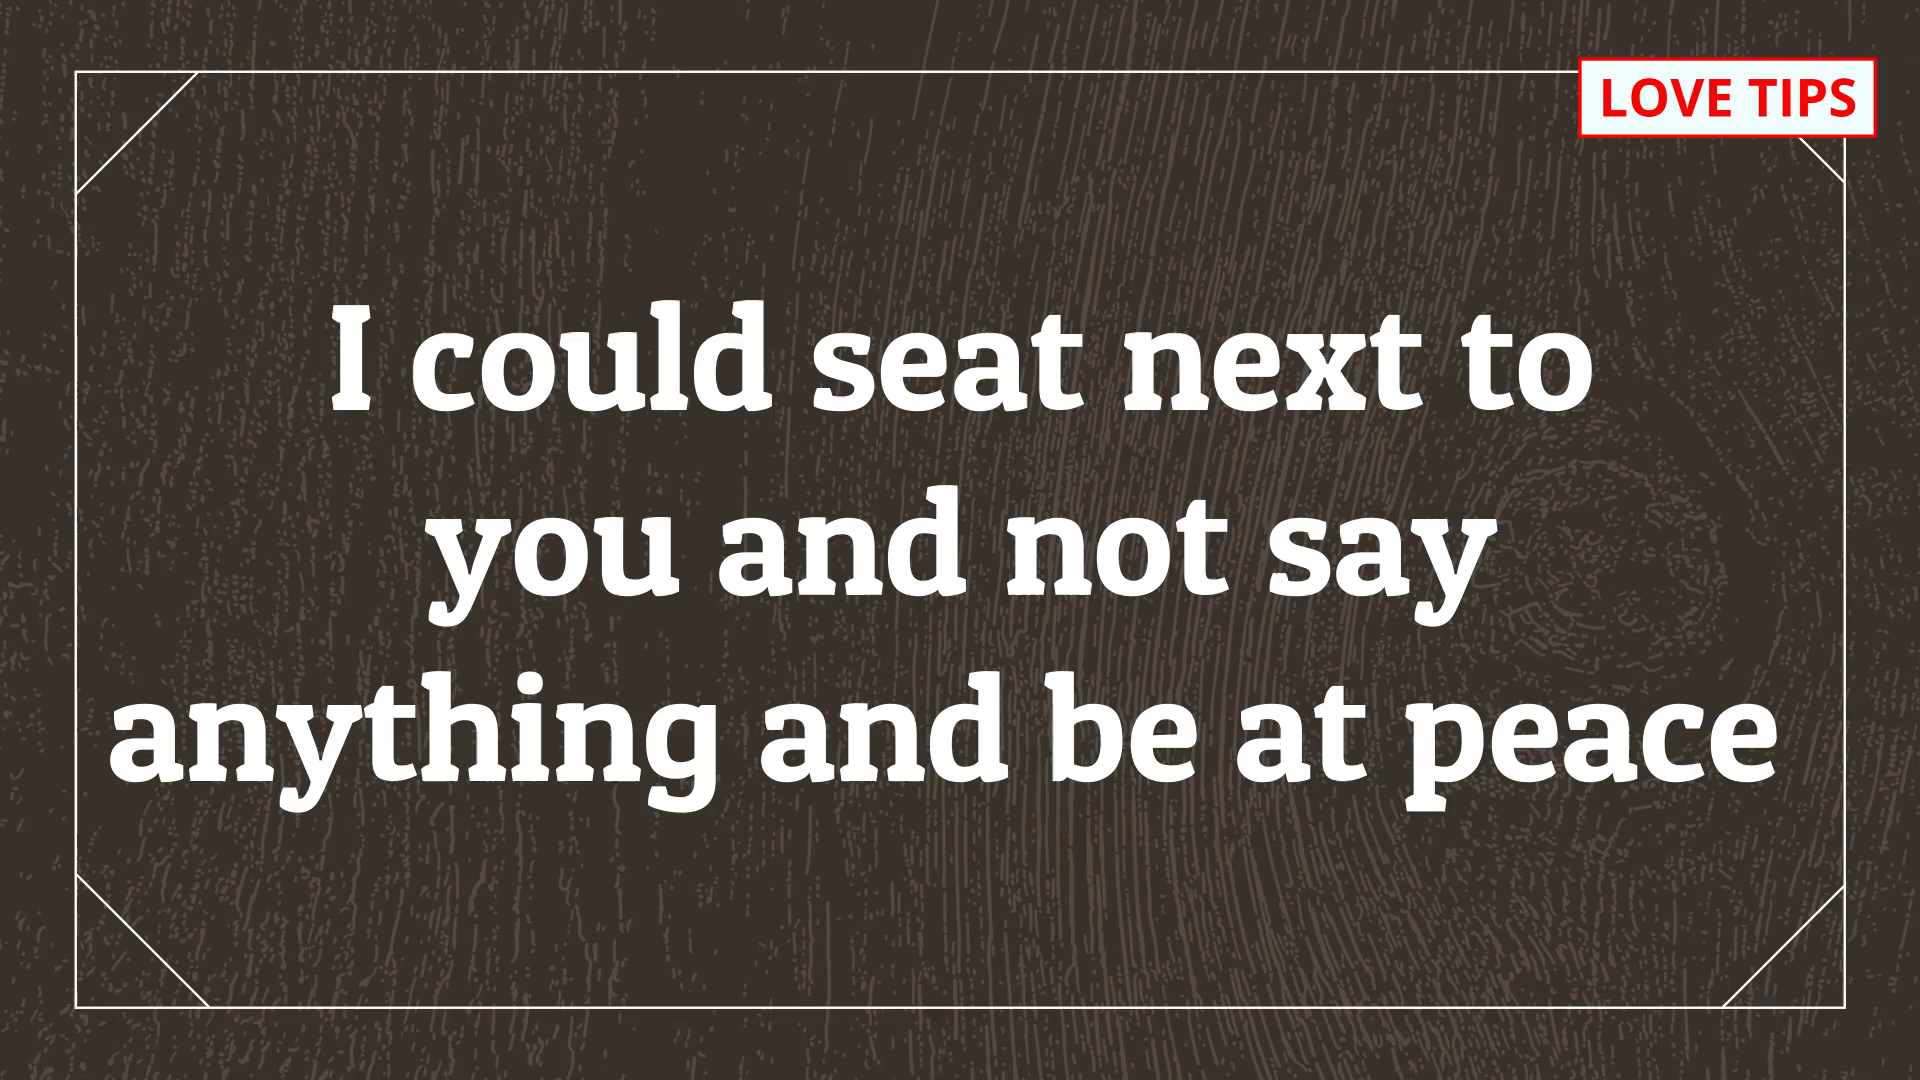 LOVE TIPS
I could seat next to
you and not say
anything and be at peace